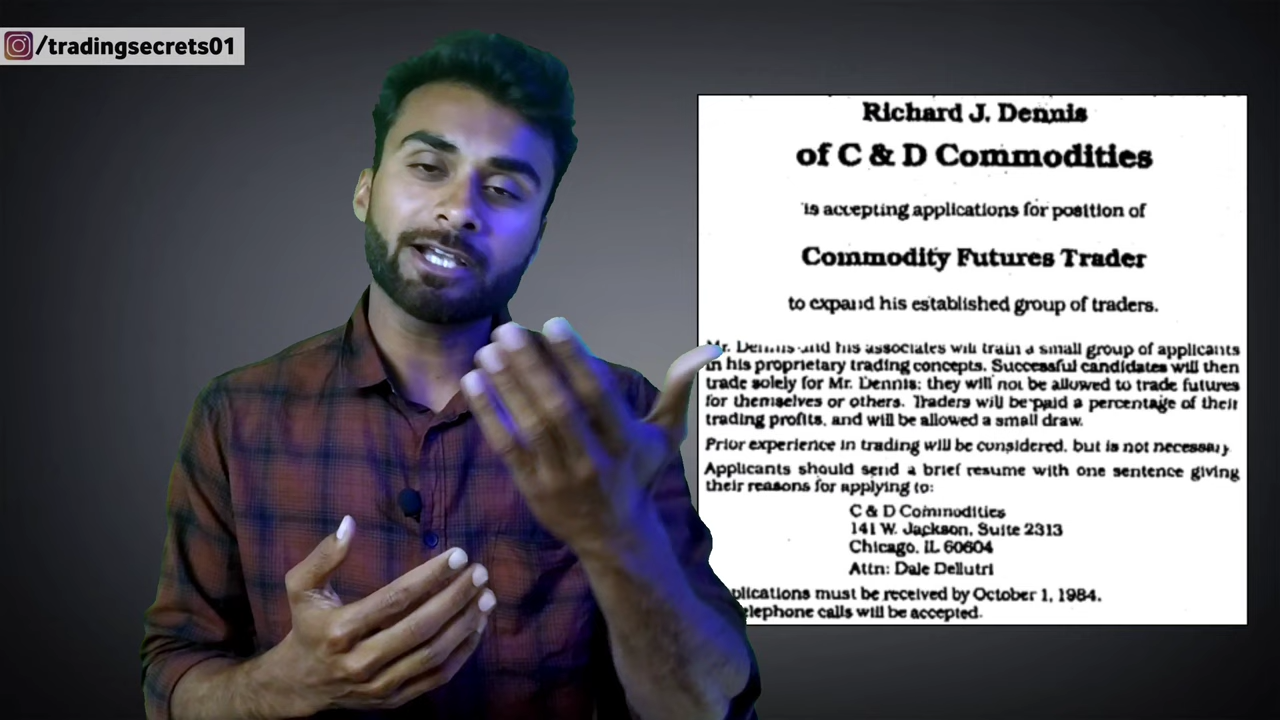 /tradingsecrets01
Richard J. Dennis
of C & D Commodities
is accepting applications for position of
Commodity Futures Trader
to expand his established group of traders.
Mr. Dennis and his associates will train a small group of applicants
in his proprietary trading concepts. Successful candidates will then
trade solely for Mr. Dennis: they will not be allowed to trade futures
for themselves or others. Traders will be paid a percentage of their
trading profits, and will be allowed a small draw.
Prior experience in trading will be considered, but is not necessary
Applicants should send a brief resume with one sentence giving
their reasons for applying to:
C & D Commodities
141 W. Jackson, Suite 2313
Chicago, IL 60604
Attn: Dale Dellutri
plications must be received by October 1, 1984.
elephone calls will be accepted.